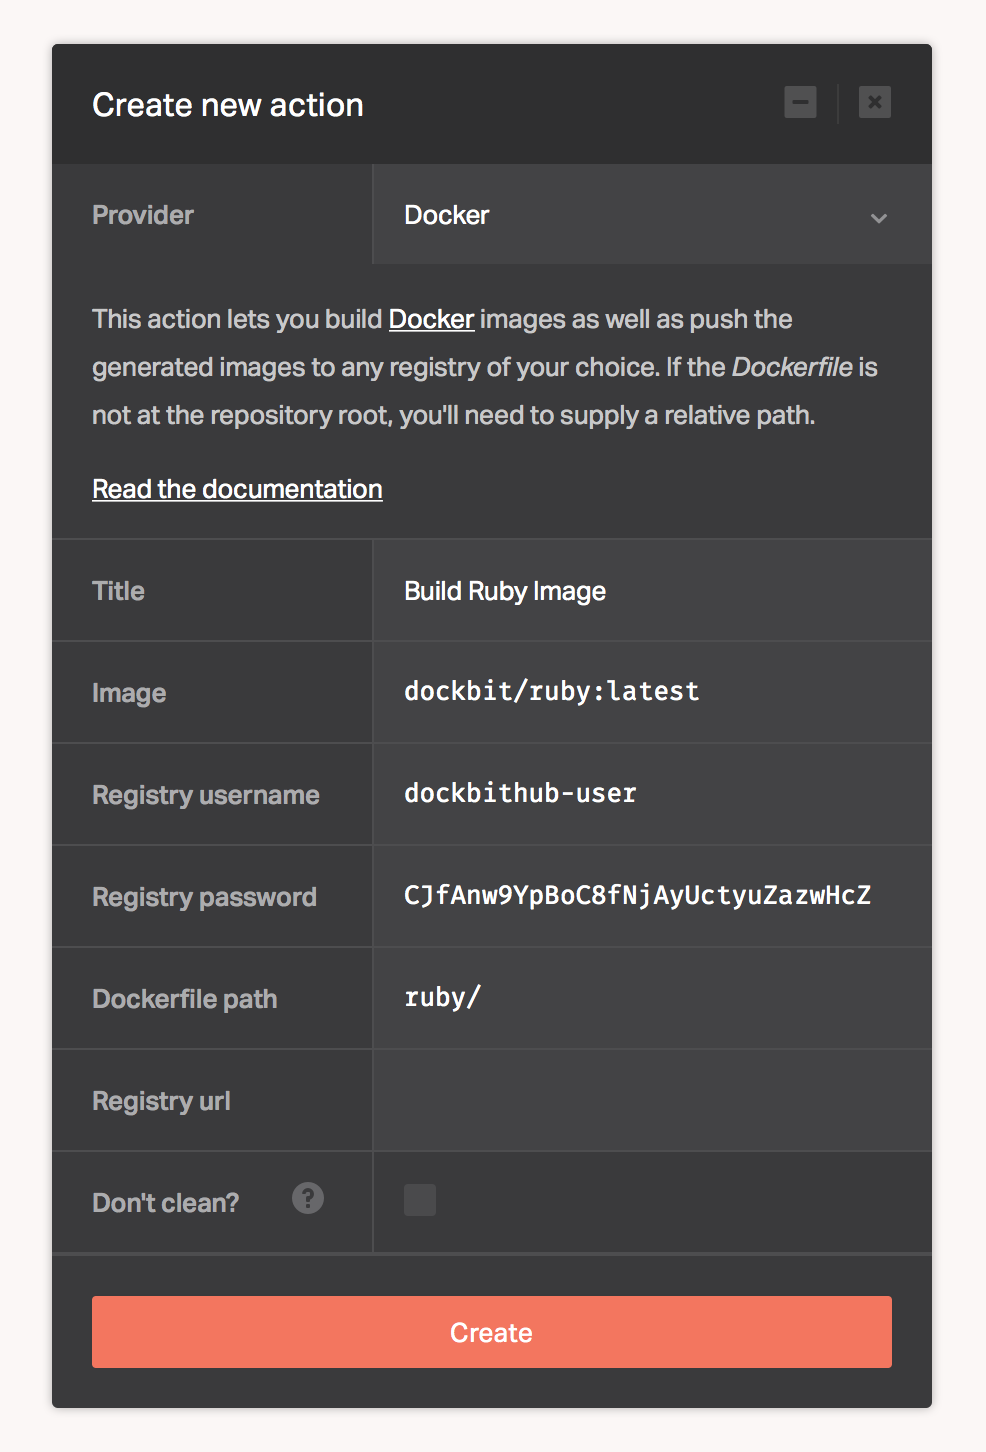 Create new action
Provider
Docker
This action lets you build Docker images as well as push the
generated images to any registry of your choice. If the Dockerfile is
not at the repository root, you'll need to supply a relative path.
Read the documentation
Title
Build Ruby Image
Image
dockbit/ruby:latest
Registry username
dockbithub-user
Registry password
CJfAnw9YpBoC8fNjAyUctyuZazwHcZ
Dockerfile path
ruby/
Registry url
Don't clean?
?
Create